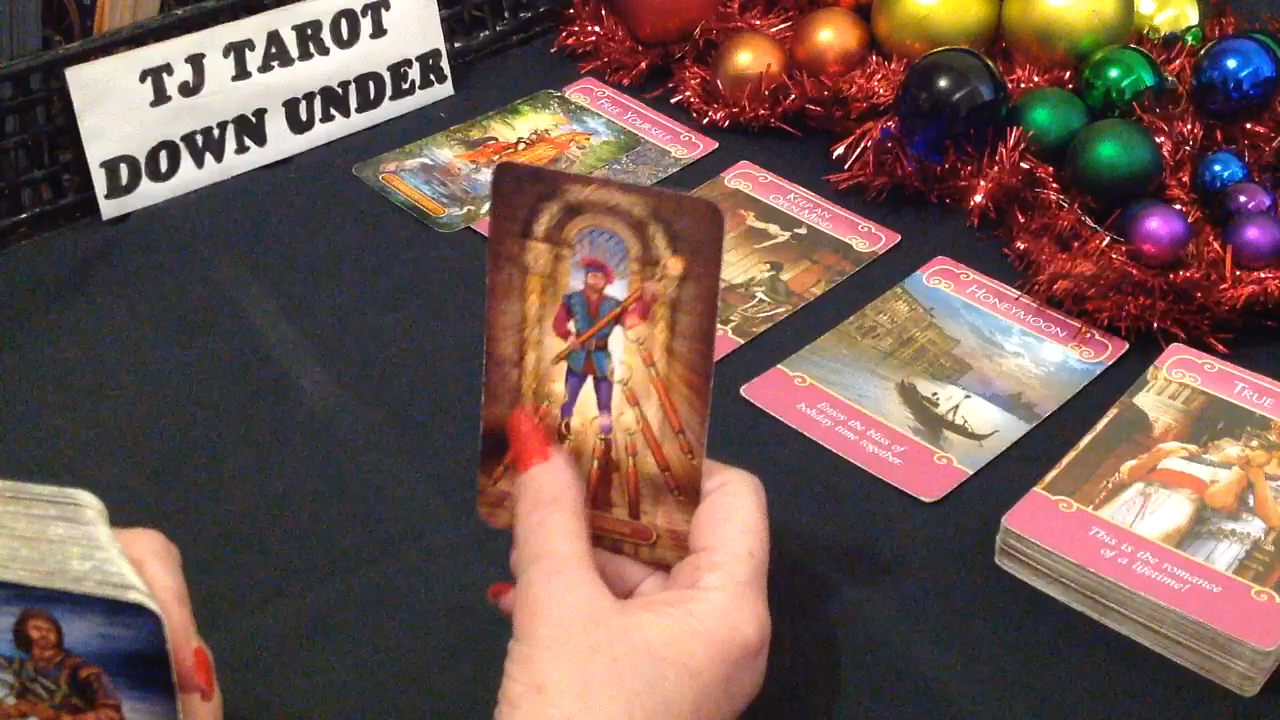 TJ TAROT
DOWN UNDER
FREE YOURSELF
KEEP AN
OPEN MIND
HONEYMOON
Enjoy the bliss of
holiday time together.
TRUE
This is the romance
of a lifetime!